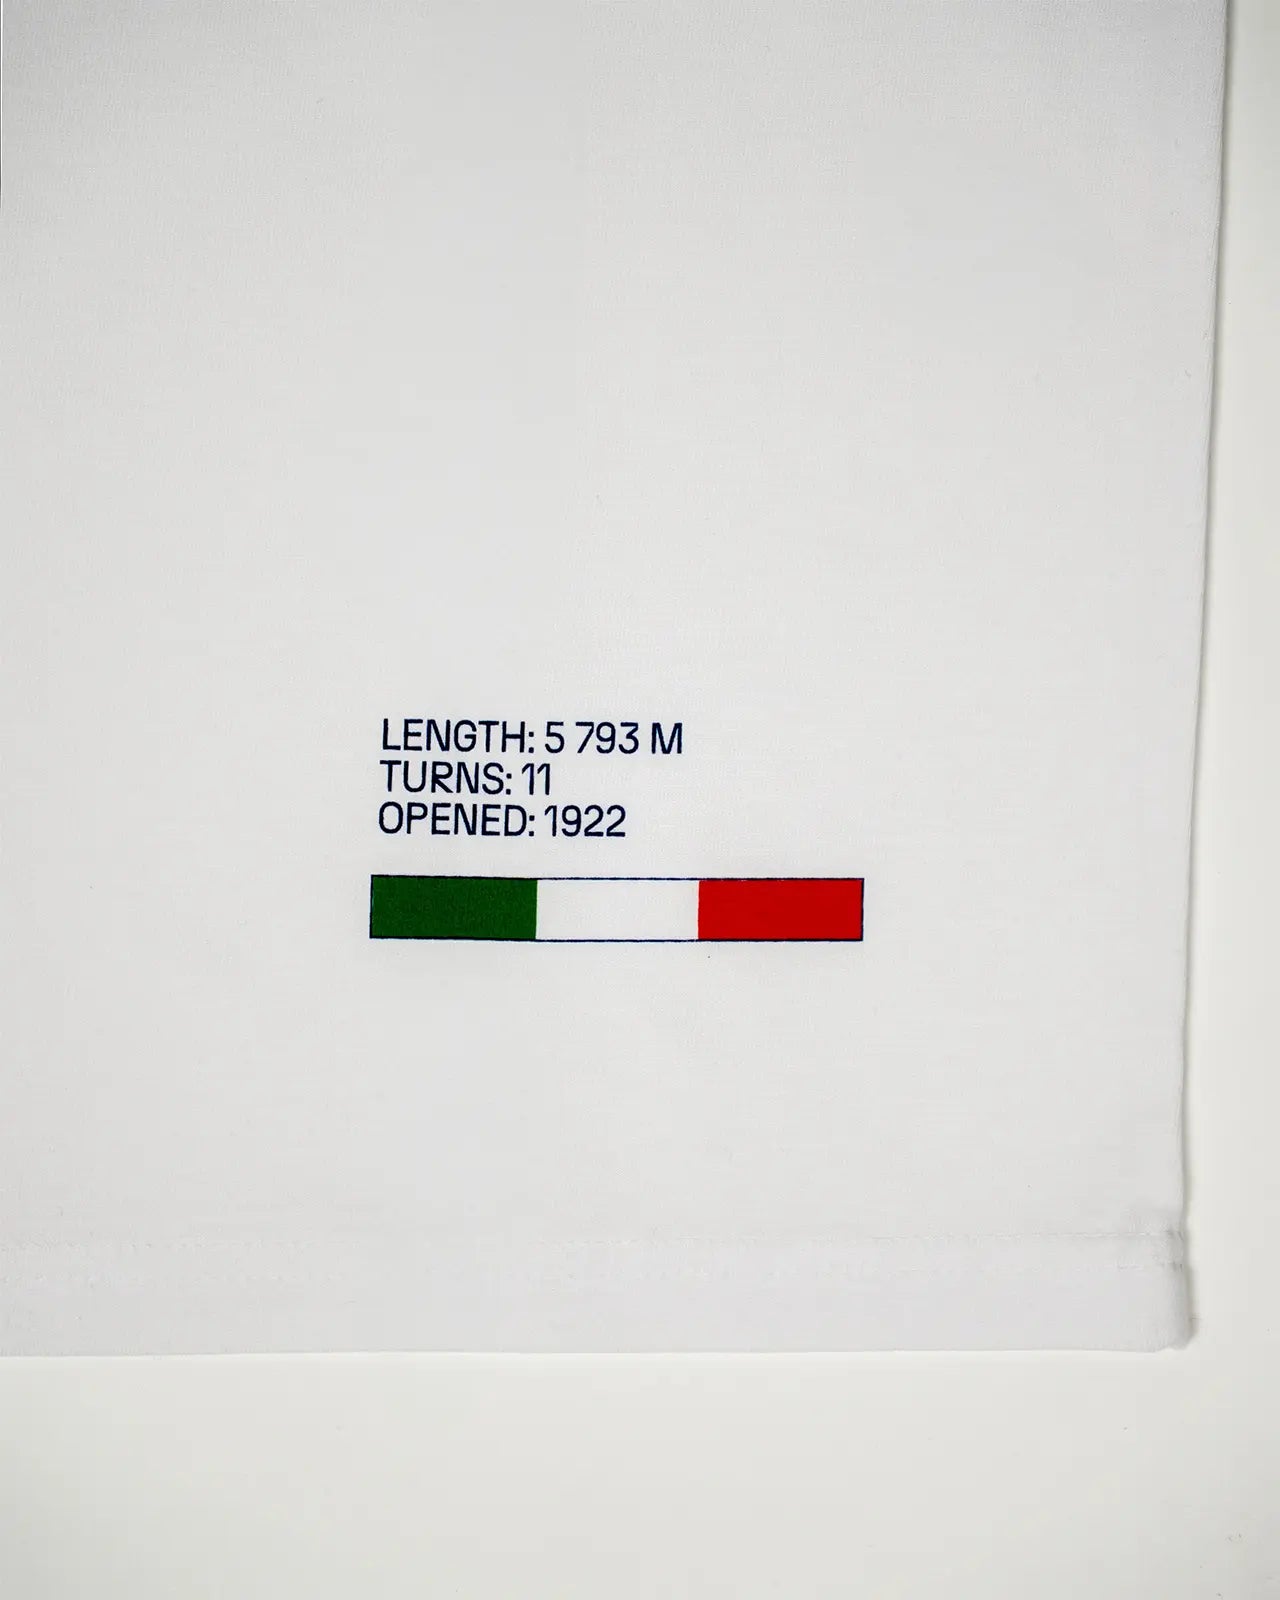 LENGTH: 5 793 M
TURNS: 11
OPENED: 1922